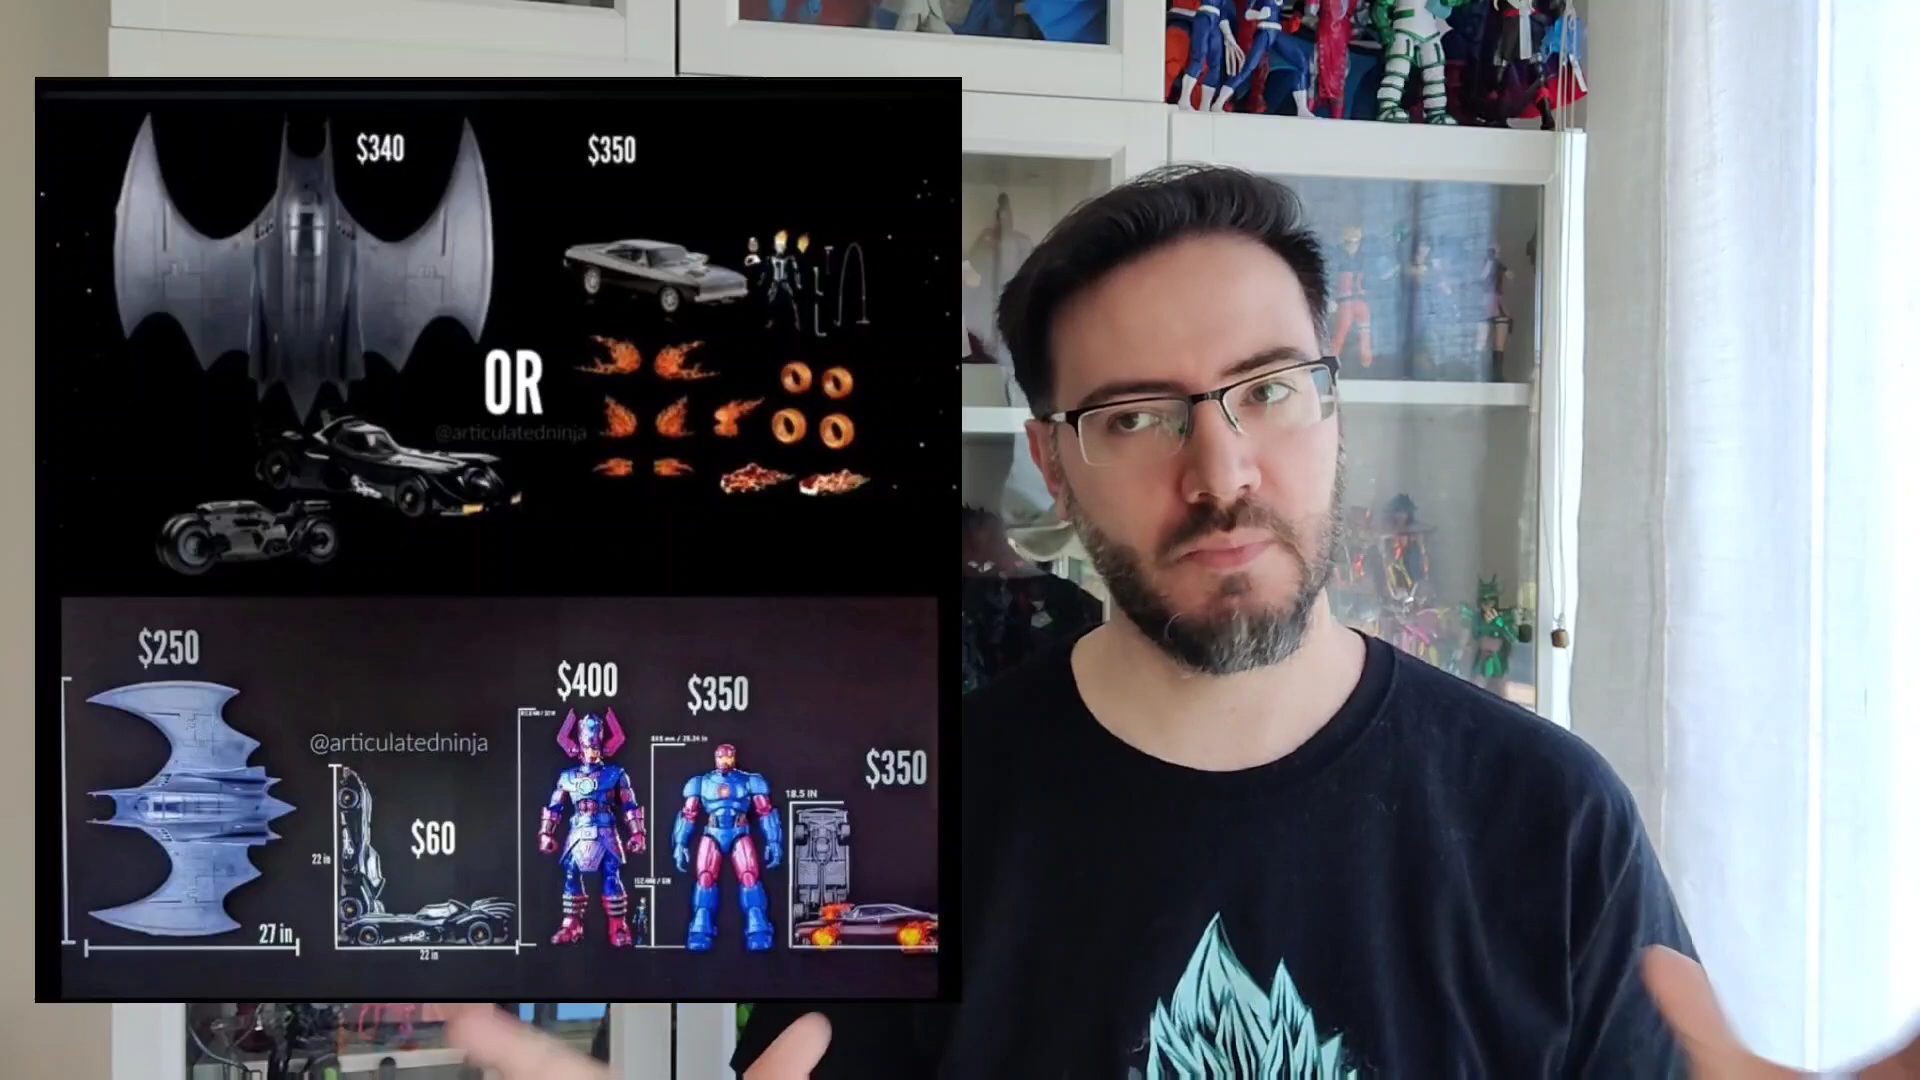 $340
$350
OR
@articulatedninja
$250
$400
$350
@articulatedninja
$350
$60
18.5 IN
22 in
27 in
22 in